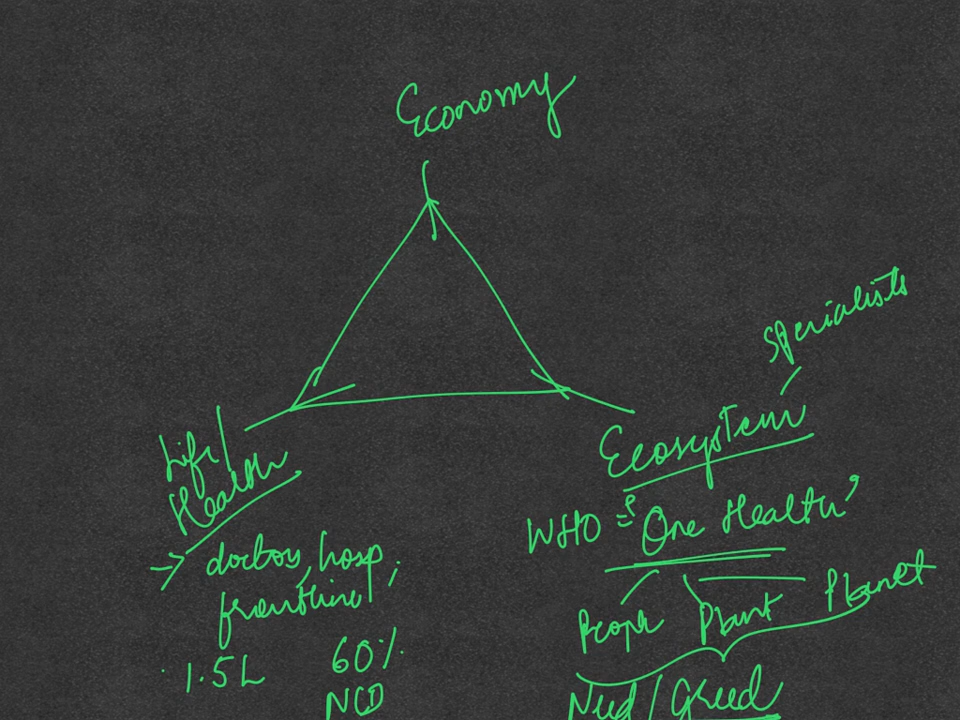 Economy
specialists
Life/
Health
Ecosystem
WHO = "One Health"
→ doctors, hosp,
frontline
People Plant Planet
1.5L 60%
NCD
Need/Greed